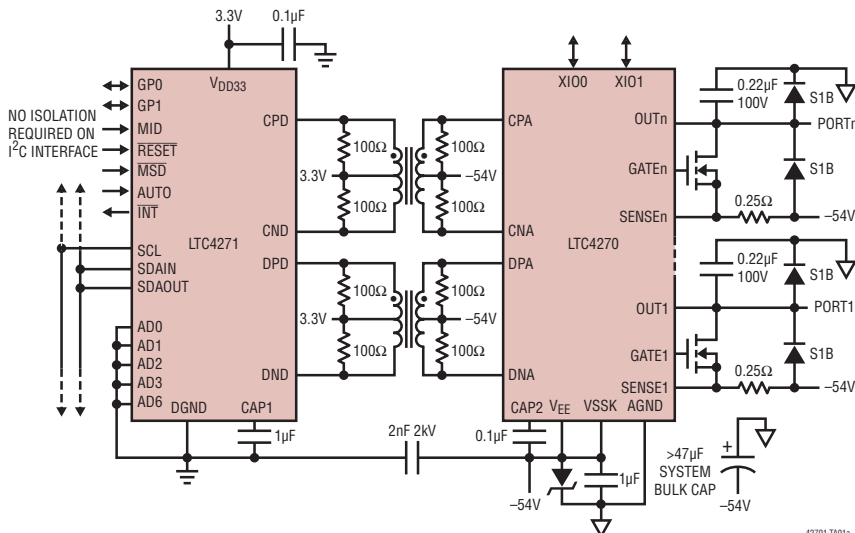 3.3V
0.1µF
VDD33
GP0
GP1
MID
RESET
MSD
AUTO
INT
SCL
SDAIN
SDAOUT
AD0
AD1
AD2
AD3
AD6
DGND
CAP1
CPD
CND
DPD
DND
LTC4271
NO ISOLATION
REQUIRED ON
I2C INTERFACE
1µF
100Ω
100Ω
3.3V
100Ω
100Ω
–54V
100Ω
100Ω
3.3V
100Ω
100Ω
–54V
2nF 2kV
XIO0
XIO1
CPA
CNA
DPA
DNA
LTC4270
OUTn
GATEn
SENSEn
OUT1
GATE1
SENSE1
CAP2
VEE
VSSK
AGND
0.1µF
–54V
1µF
0.22µF
100V
S1B
PORTn
S1B
0.25Ω
–54V
0.22µF
100V
S1B
PORT1
S1B
0.25Ω
–54V
>47µF
SYSTEM
BULK CAP
+
–54V
42701 TA01a